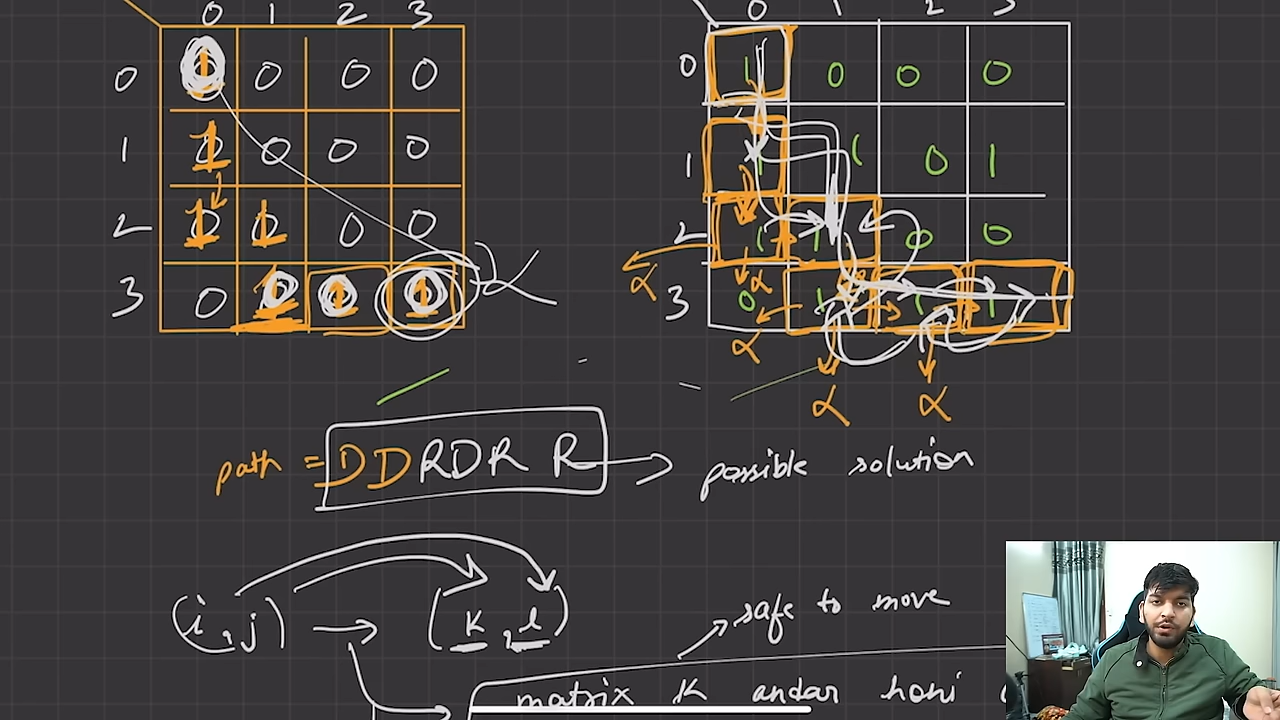 0 1 2 3
0 1 0 0 0
1 1 0 0 0
2 1 1 0 0
3 0 1 1 1
α
0 1 2 3
0 1 0 0 0
1 1 1 0 1
2 1 1 0 0
3 0 1 1 1
α α
α α α
path = DDRDR R → possible solution
(i, j) → (k, l)
safe to move
matrix k andar honi